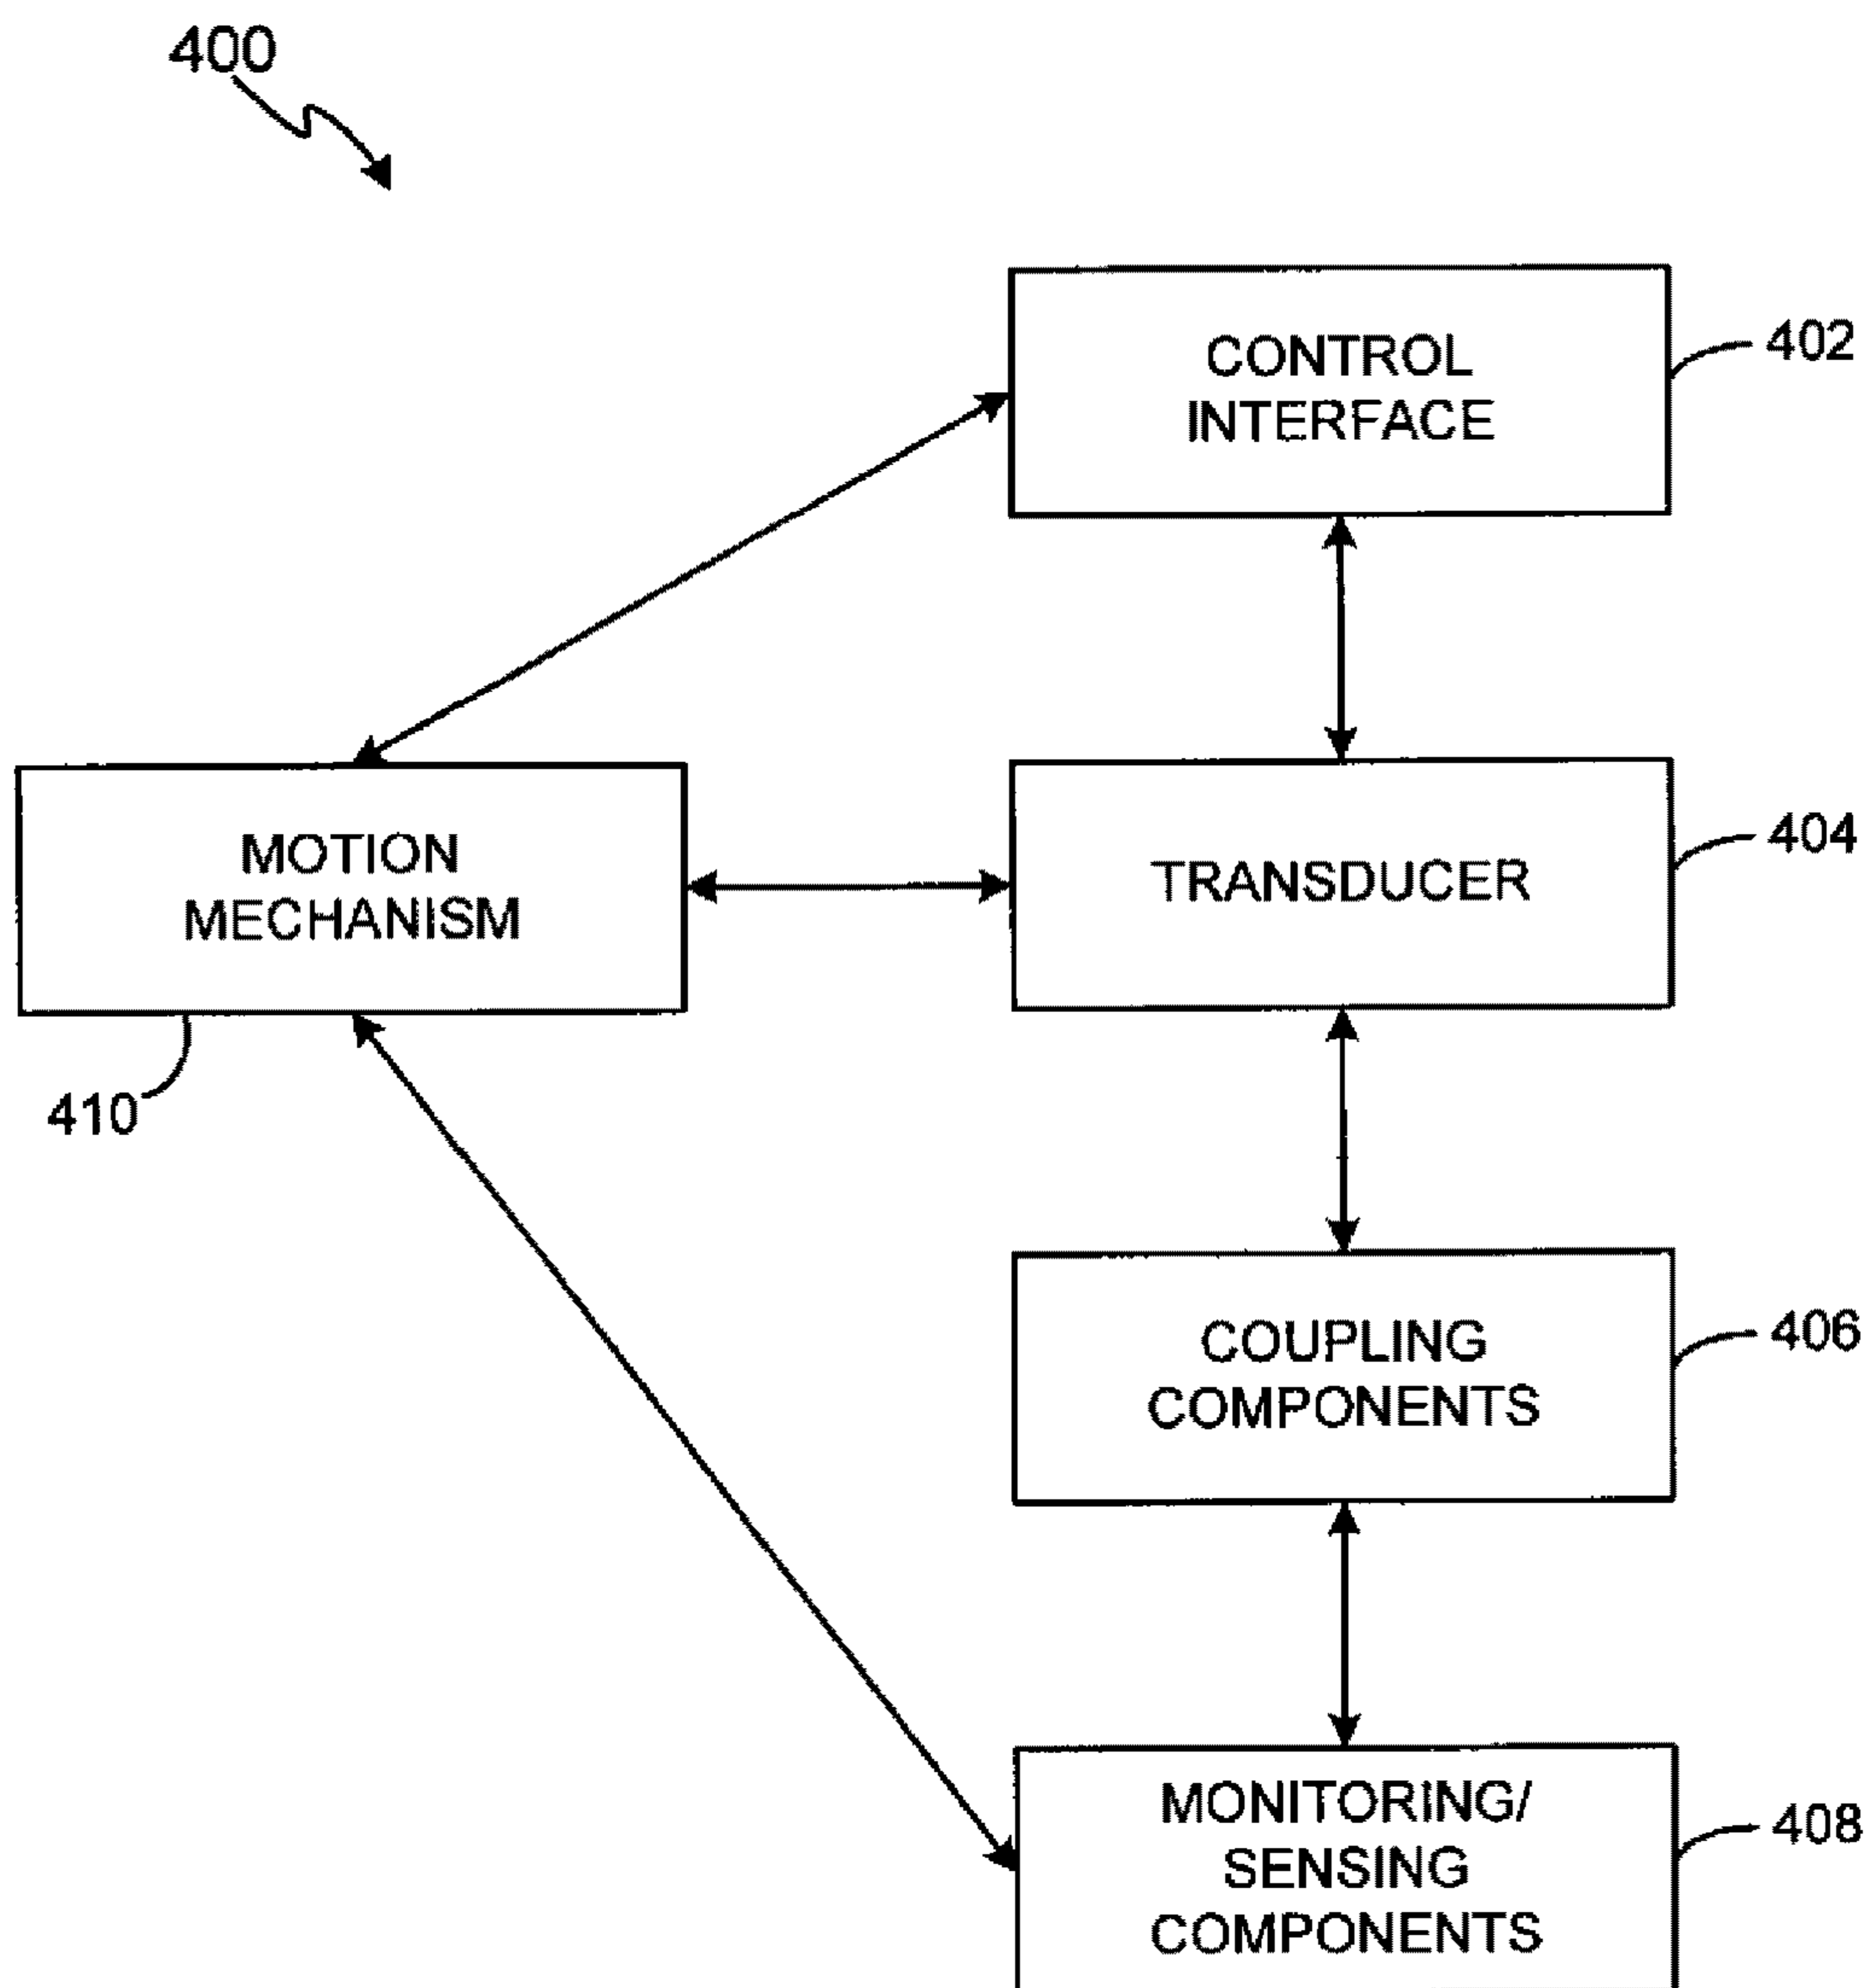 400
CONTROL
INTERFACE
402
MOTION
MECHANISM
410
TRANSDUCER
404
COUPLING
COMPONENTS
406
MONITORING/
SENSING
COMPONENTS
408